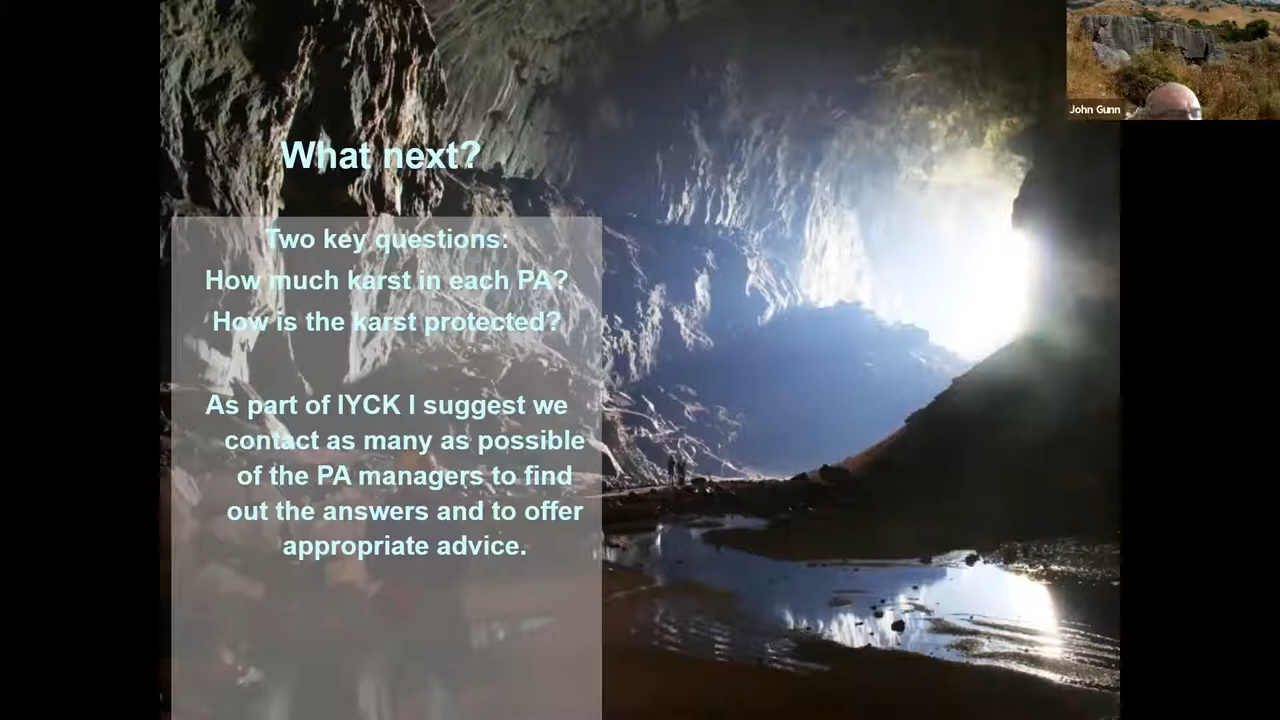 John Gunn
What next?
Two key questions:
How much karst in each PA?
How is the karst protected?
As part of IYCK I suggest we
contact as many as possible
of the PA managers to find
out the answers and to offer
appropriate advice.